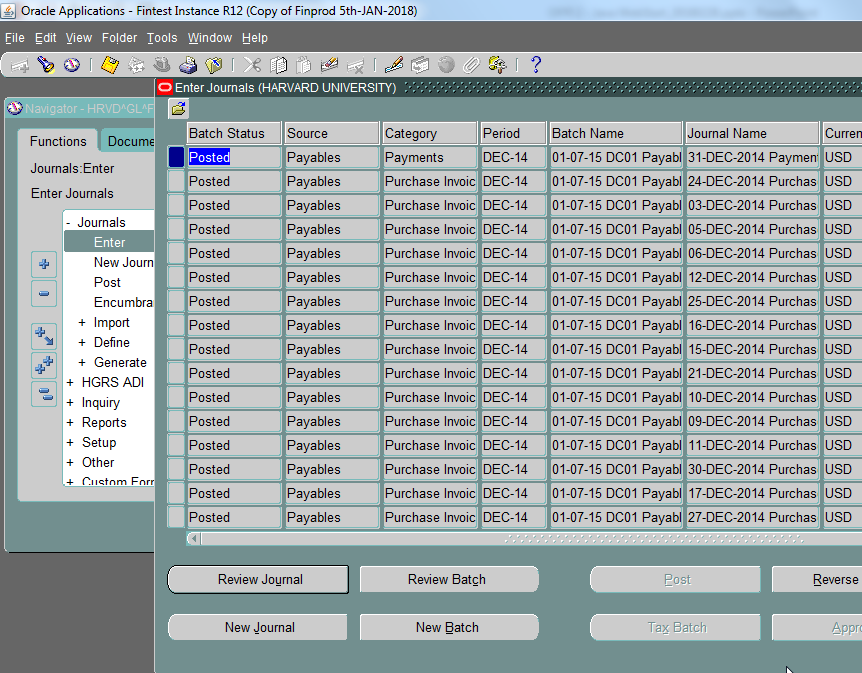 Oracle Applications - Fintest Instance R12 (Copy of Finprod 5th-JAN-2018)
File Edit View Folder Tools Window Help
?
Enter Journals (HARVARD UNIVERSITY)
Navigator - HRVD^GL^F
Functions Docume
Journals:Enter
Enter Journals
- Journals
Enter
New Journ
Post
Encumbra
+ Import
+ Define
+ Generate
+ HGRS ADI
+ Inquiry
+ Reports
+ Setup
+ Other
+ Custom Forr
Batch Status Source Category Period Batch Name Journal Name Curren
Posted Payables Payments DEC-14 01-07-15 DC01 Payabl 31-DEC-2014 Paymen USD
Posted Payables Purchase Invoic DEC-14 01-07-15 DC01 Payabl 24-DEC-2014 Purchas USD
Posted Payables Purchase Invoic DEC-14 01-07-15 DC01 Payabl 03-DEC-2014 Purchas USD
Posted Payables Purchase Invoic DEC-14 01-07-15 DC01 Payabl 05-DEC-2014 Purchas USD
Posted Payables Purchase Invoic DEC-14 01-07-15 DC01 Payabl 06-DEC-2014 Purchas USD
Posted Payables Purchase Invoic DEC-14 01-07-15 DC01 Payabl 12-DEC-2014 Purchas USD
Posted Payables Purchase Invoic DEC-14 01-07-15 DC01 Payabl 25-DEC-2014 Purchas USD
Posted Payables Purchase Invoic DEC-14 01-07-15 DC01 Payabl 16-DEC-2014 Purchas USD
Posted Payables Purchase Invoic DEC-14 01-07-15 DC01 Payabl 15-DEC-2014 Purchas USD
Posted Payables Purchase Invoic DEC-14 01-07-15 DC01 Payabl 21-DEC-2014 Purchas USD
Posted Payables Purchase Invoic DEC-14 01-07-15 DC01 Payabl 10-DEC-2014 Purchas USD
Posted Payables Purchase Invoic DEC-14 01-07-15 DC01 Payabl 09-DEC-2014 Purchas USD
Posted Payables Purchase Invoic DEC-14 01-07-15 DC01 Payabl 11-DEC-2014 Purchas USD
Posted Payables Purchase Invoic DEC-14 01-07-15 DC01 Payabl 30-DEC-2014 Purchas USD
Posted Payables Purchase Invoic DEC-14 01-07-15 DC01 Payabl 17-DEC-2014 Purchas USD
Posted Payables Purchase Invoic DEC-14 01-07-15 DC01 Payabl 27-DEC-2014 Purchas USD
Review Journal Review Batch Post Reverse
New Journal New Batch Tax Batch Appro